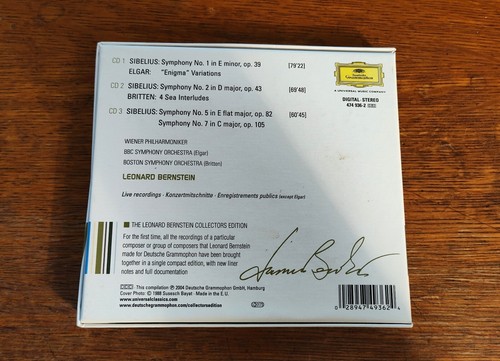 CD 1 SIBELIUS: Symphony No. 1 in E minor, op. 39 [79'22]
ELGAR: "Enigma" Variations
CD 2 SIBELIUS: Symphony No. 2 in D major, op. 43 [69'48]
BRITTEN: 4 Sea Interludes
CD 3 SIBELIUS: Symphony No. 5 in E flat major, op. 82 [60'45]
Symphony No. 7 in C major, op. 105
Deutsche
Grammophon
A UNIVERSAL MUSIC COMPANY
DIGITAL · STEREO
474 936-2
WIENER PHILHARMONIKER
BBC SYMPHONY ORCHESTRA (Elgar)
BOSTON SYMPHONY ORCHESTRA (Britten)
LEONARD BERNSTEIN
Live recordings · Konzertmitschnitte · Enregistrements publics (except Elgar)
THE LEONARD BERNSTEIN COLLECTORS EDITION
For the first time, all the recordings of a particular
composer or group of composers that Leonard Bernstein
made for Deutsche Grammophon have been brought
together in a single compact edition, with new liner
notes and full documentation
Leonard Bernstein
This compilation ℗ 2004 Deutsche Grammophon GmbH, Hamburg
Cover Photo: © 1988 Susesch Bayat · Made in the E.U.
www.universalclassics.com
www.deutschegrammophon.com/collectorsedition
0 28947 49362 4